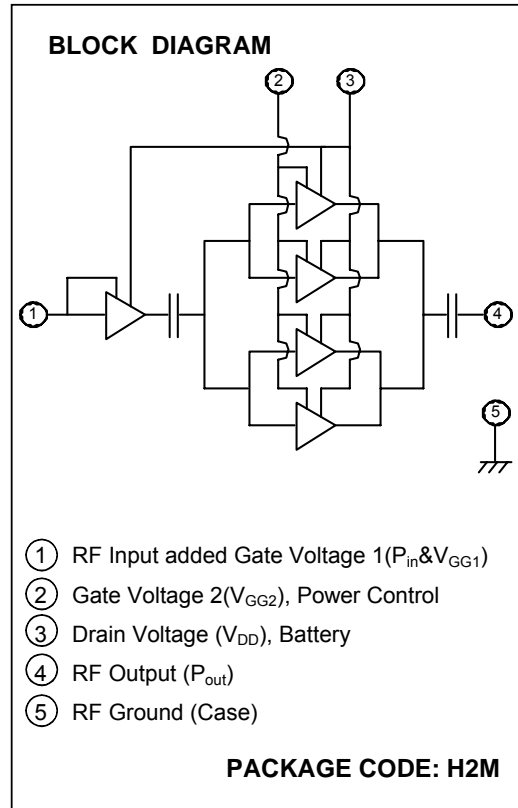 BLOCK DIAGRAM
2 3
1
4
5
1 RF Input added Gate Voltage 1(Pin&VGG1)
2 Gate Voltage 2(VGG2), Power Control
3 Drain Voltage (VDD), Battery
4 RF Output (Pout)
5 RF Ground (Case)
PACKAGE CODE: H2M